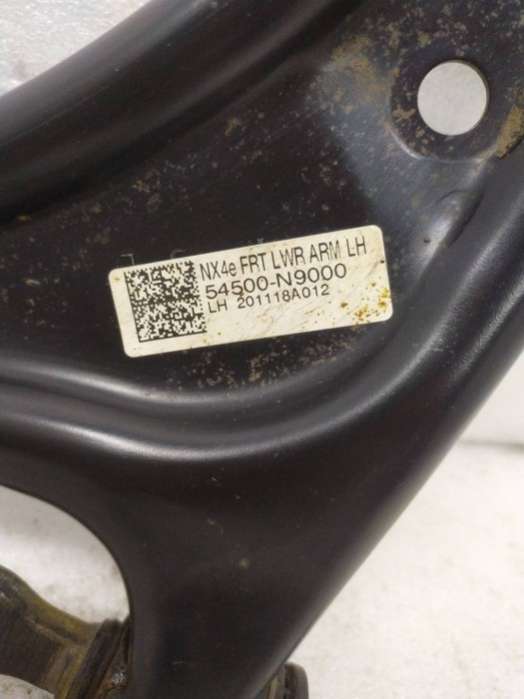 NX4e FRT LWR ARM LH
54500-N9000
LH 201118A012